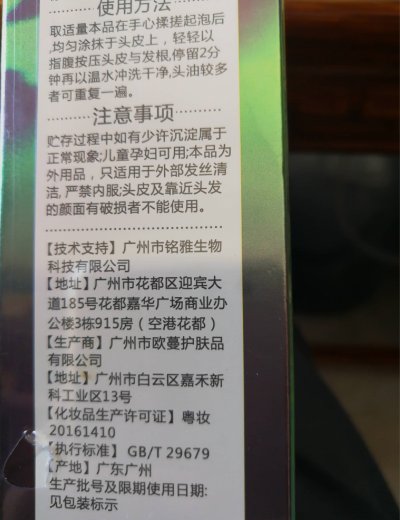 使用方法
取适量本品在手心揉搓起泡后
,均匀涂抹于头皮上，轻轻以
指腹按压头皮与发根,停留2分
钟再以温水冲洗干净,头油较多
者可重复一遍。
注意事项
贮存过程中如有少许沉淀属于
正常现象;儿童孕妇可用;本品为
外用品，只适用于外部发丝清
洁, 严禁内服;头皮及靠近头发
的颜面有破损者不能使用。
【技术支持】广州市铭雅生物
科技有限公司
【地址】广州市花都区迎宾大
道185号花都嘉华广场商业办
公楼3栋915房（空港花都）
【生产商】广州市欧蔓护肤品
有限公司
【地址】广州市白云区嘉禾新
科工业区13号
【化妆品生产许可证】粤妆
20161410
【执行标准】GB/T 29679
【产地】广东广州
生产批号及限期使用日期:
见包装标示